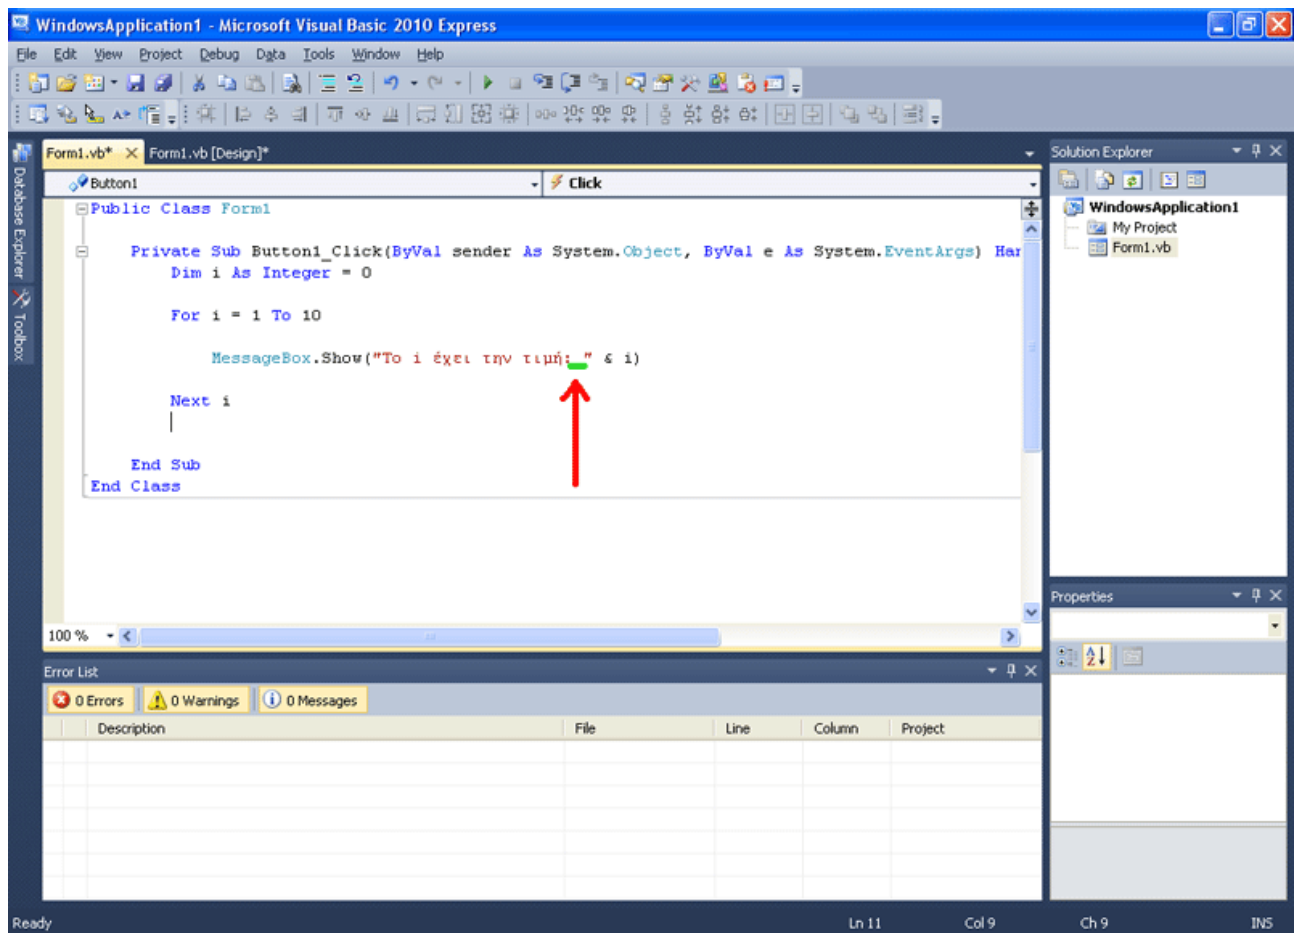 WindowsApplication1 - Microsoft Visual Basic 2010 Express
File Edit View Project Debug Data Tools Window Help
Database Explorer
Toolbox
Form1.vb* Form1.vb [Design]*
Button1 Click
Public Class Form1
Private Sub Button1_Click(ByVal sender As System.Object, ByVal e As System.EventArgs) Har
Dim i As Integer = 0
For i = 1 To 10
MessageBox.Show("Το i έχει την τιμή: " & i)
Next i
End Sub
End Class
100 %
Solution Explorer
WindowsApplication1
My Project
Form1.vb
Properties
Error List
0 Errors 0 Warnings 0 Messages
Description File Line Column Project
Ready Ln 11 Col 9 Ch 9 INS